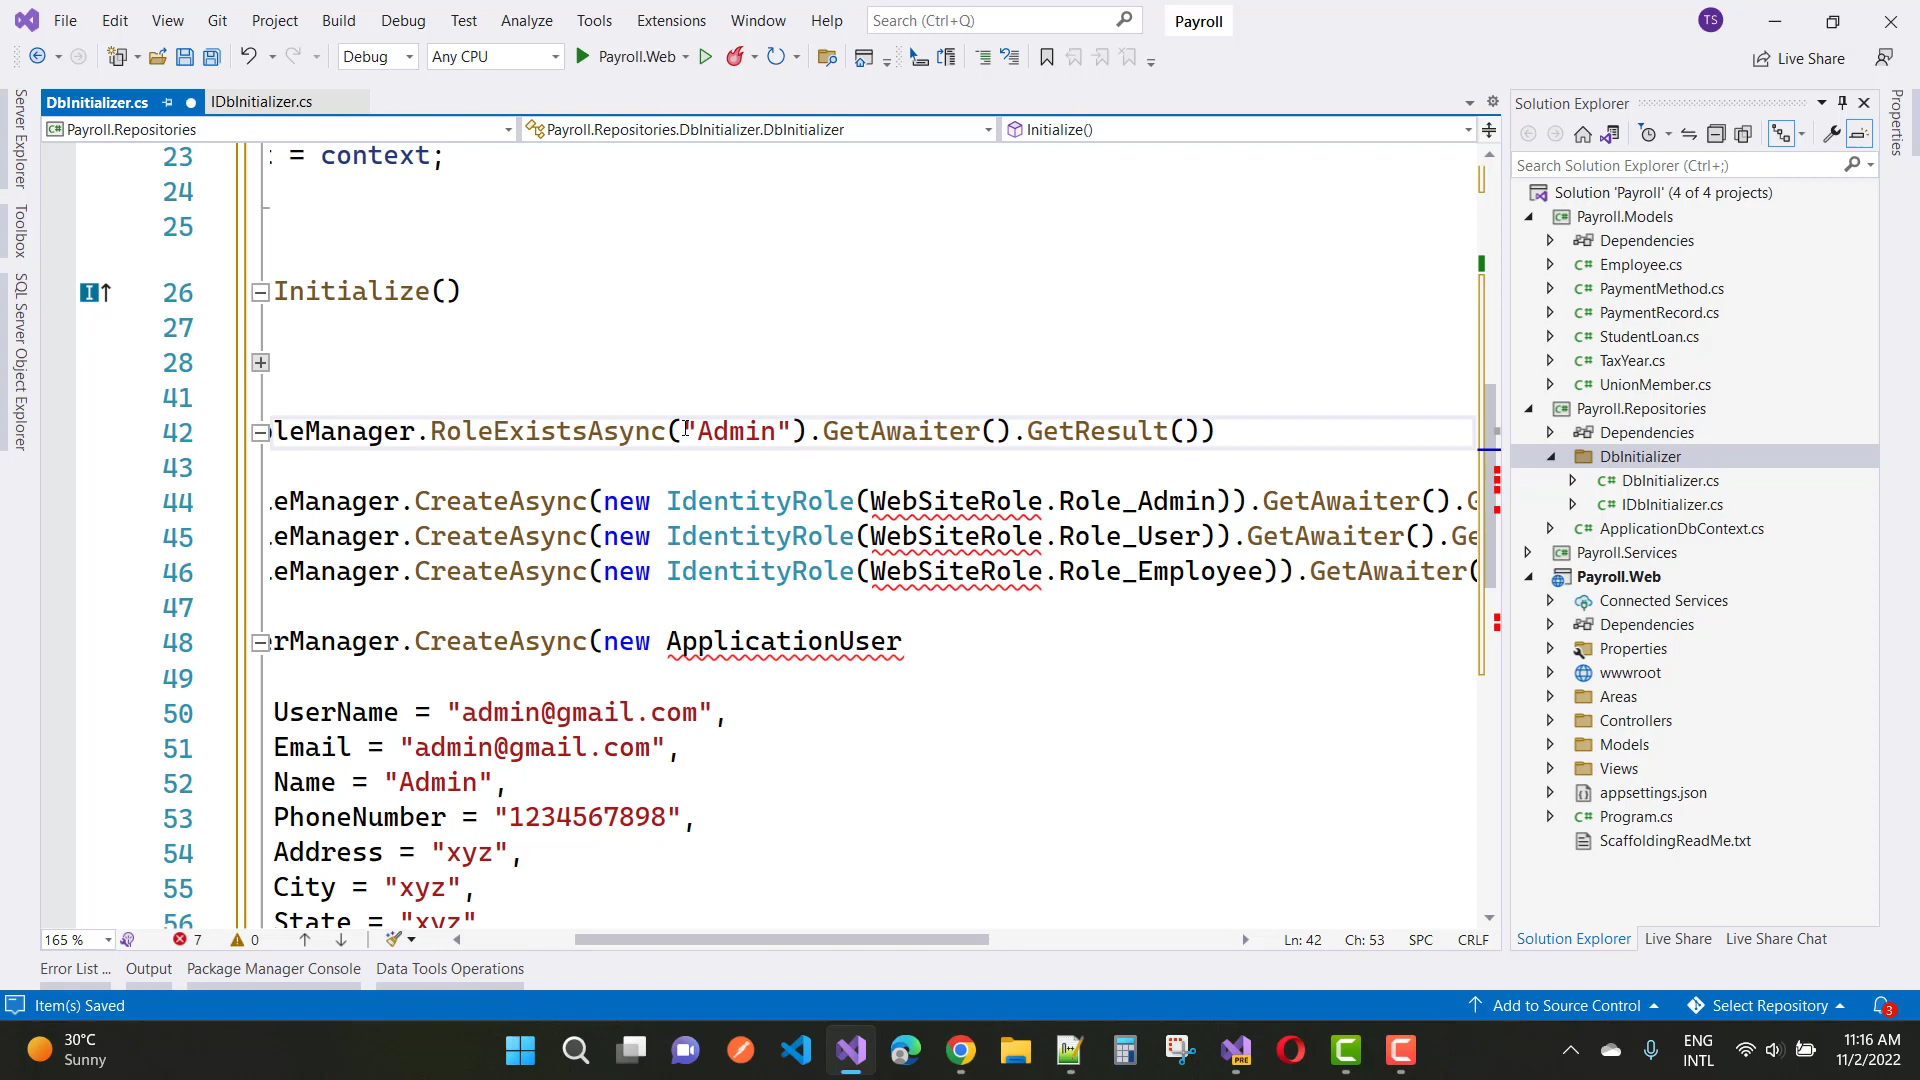 File Edit View Git Project Build Debug Test Analyze Tools Extensions Window Help Search (Ctrl+Q) Payroll TS
Debug Any CPU Payroll.Web Live Share
DbInitializer.cs IDbInitializer.cs
Payroll.Repositories Payroll.Repositories.DbInitializer.DbInitializer Initialize()
Server Explorer
Toolbox
SQL Server Object Explorer
23 : = context;
24
25
26 Initialize()
27
28
41
42 leManager.RoleExistsAsync("Admin").GetAwaiter().GetResult())
43
44 .eManager.CreateAsync(new IdentityRole(WebSiteRole.Role_Admin)).GetAwaiter().G
45 .eManager.CreateAsync(new IdentityRole(WebSiteRole.Role_User)).GetAwaiter().Ge
46 .eManager.CreateAsync(new IdentityRole(WebSiteRole.Role_Employee)).GetAwaiter(
47
48 rManager.CreateAsync(new ApplicationUser
49
50 UserName = "admin@gmail.com",
51 Email = "admin@gmail.com",
52 Name = "Admin",
53 PhoneNumber = "1234567898",
54 Address = "xyz",
55 City = "xyz",
56 State = "xyz"
165 % 7 0 Ln: 42 Ch: 53 SPC CRLF
Error List ... Output Package Manager Console Data Tools Operations
Solution Explorer
Search Solution Explorer (Ctrl+;)
Solution 'Payroll' (4 of 4 projects)
C# Payroll.Models
Dependencies
C# Employee.cs
C# PaymentMethod.cs
C# PaymentRecord.cs
C# StudentLoan.cs
C# TaxYear.cs
C# UnionMember.cs
C# Payroll.Repositories
Dependencies
DbInitializer
C# DbInitializer.cs
C# IDbInitializer.cs
C# ApplicationDbContext.cs
C# Payroll.Services
Payroll.Web
Connected Services
Dependencies
Properties
wwwroot
Areas
Controllers
Models
Views
appsettings.json
C# Program.cs
ScaffoldingReadMe.txt
Solution Explorer Live Share Live Share Chat
Properties
Item(s) Saved Add to Source Control Select Repository 3
30°C
Sunny
PRE
ENG
INTL
11:16 AM
11/2/2022